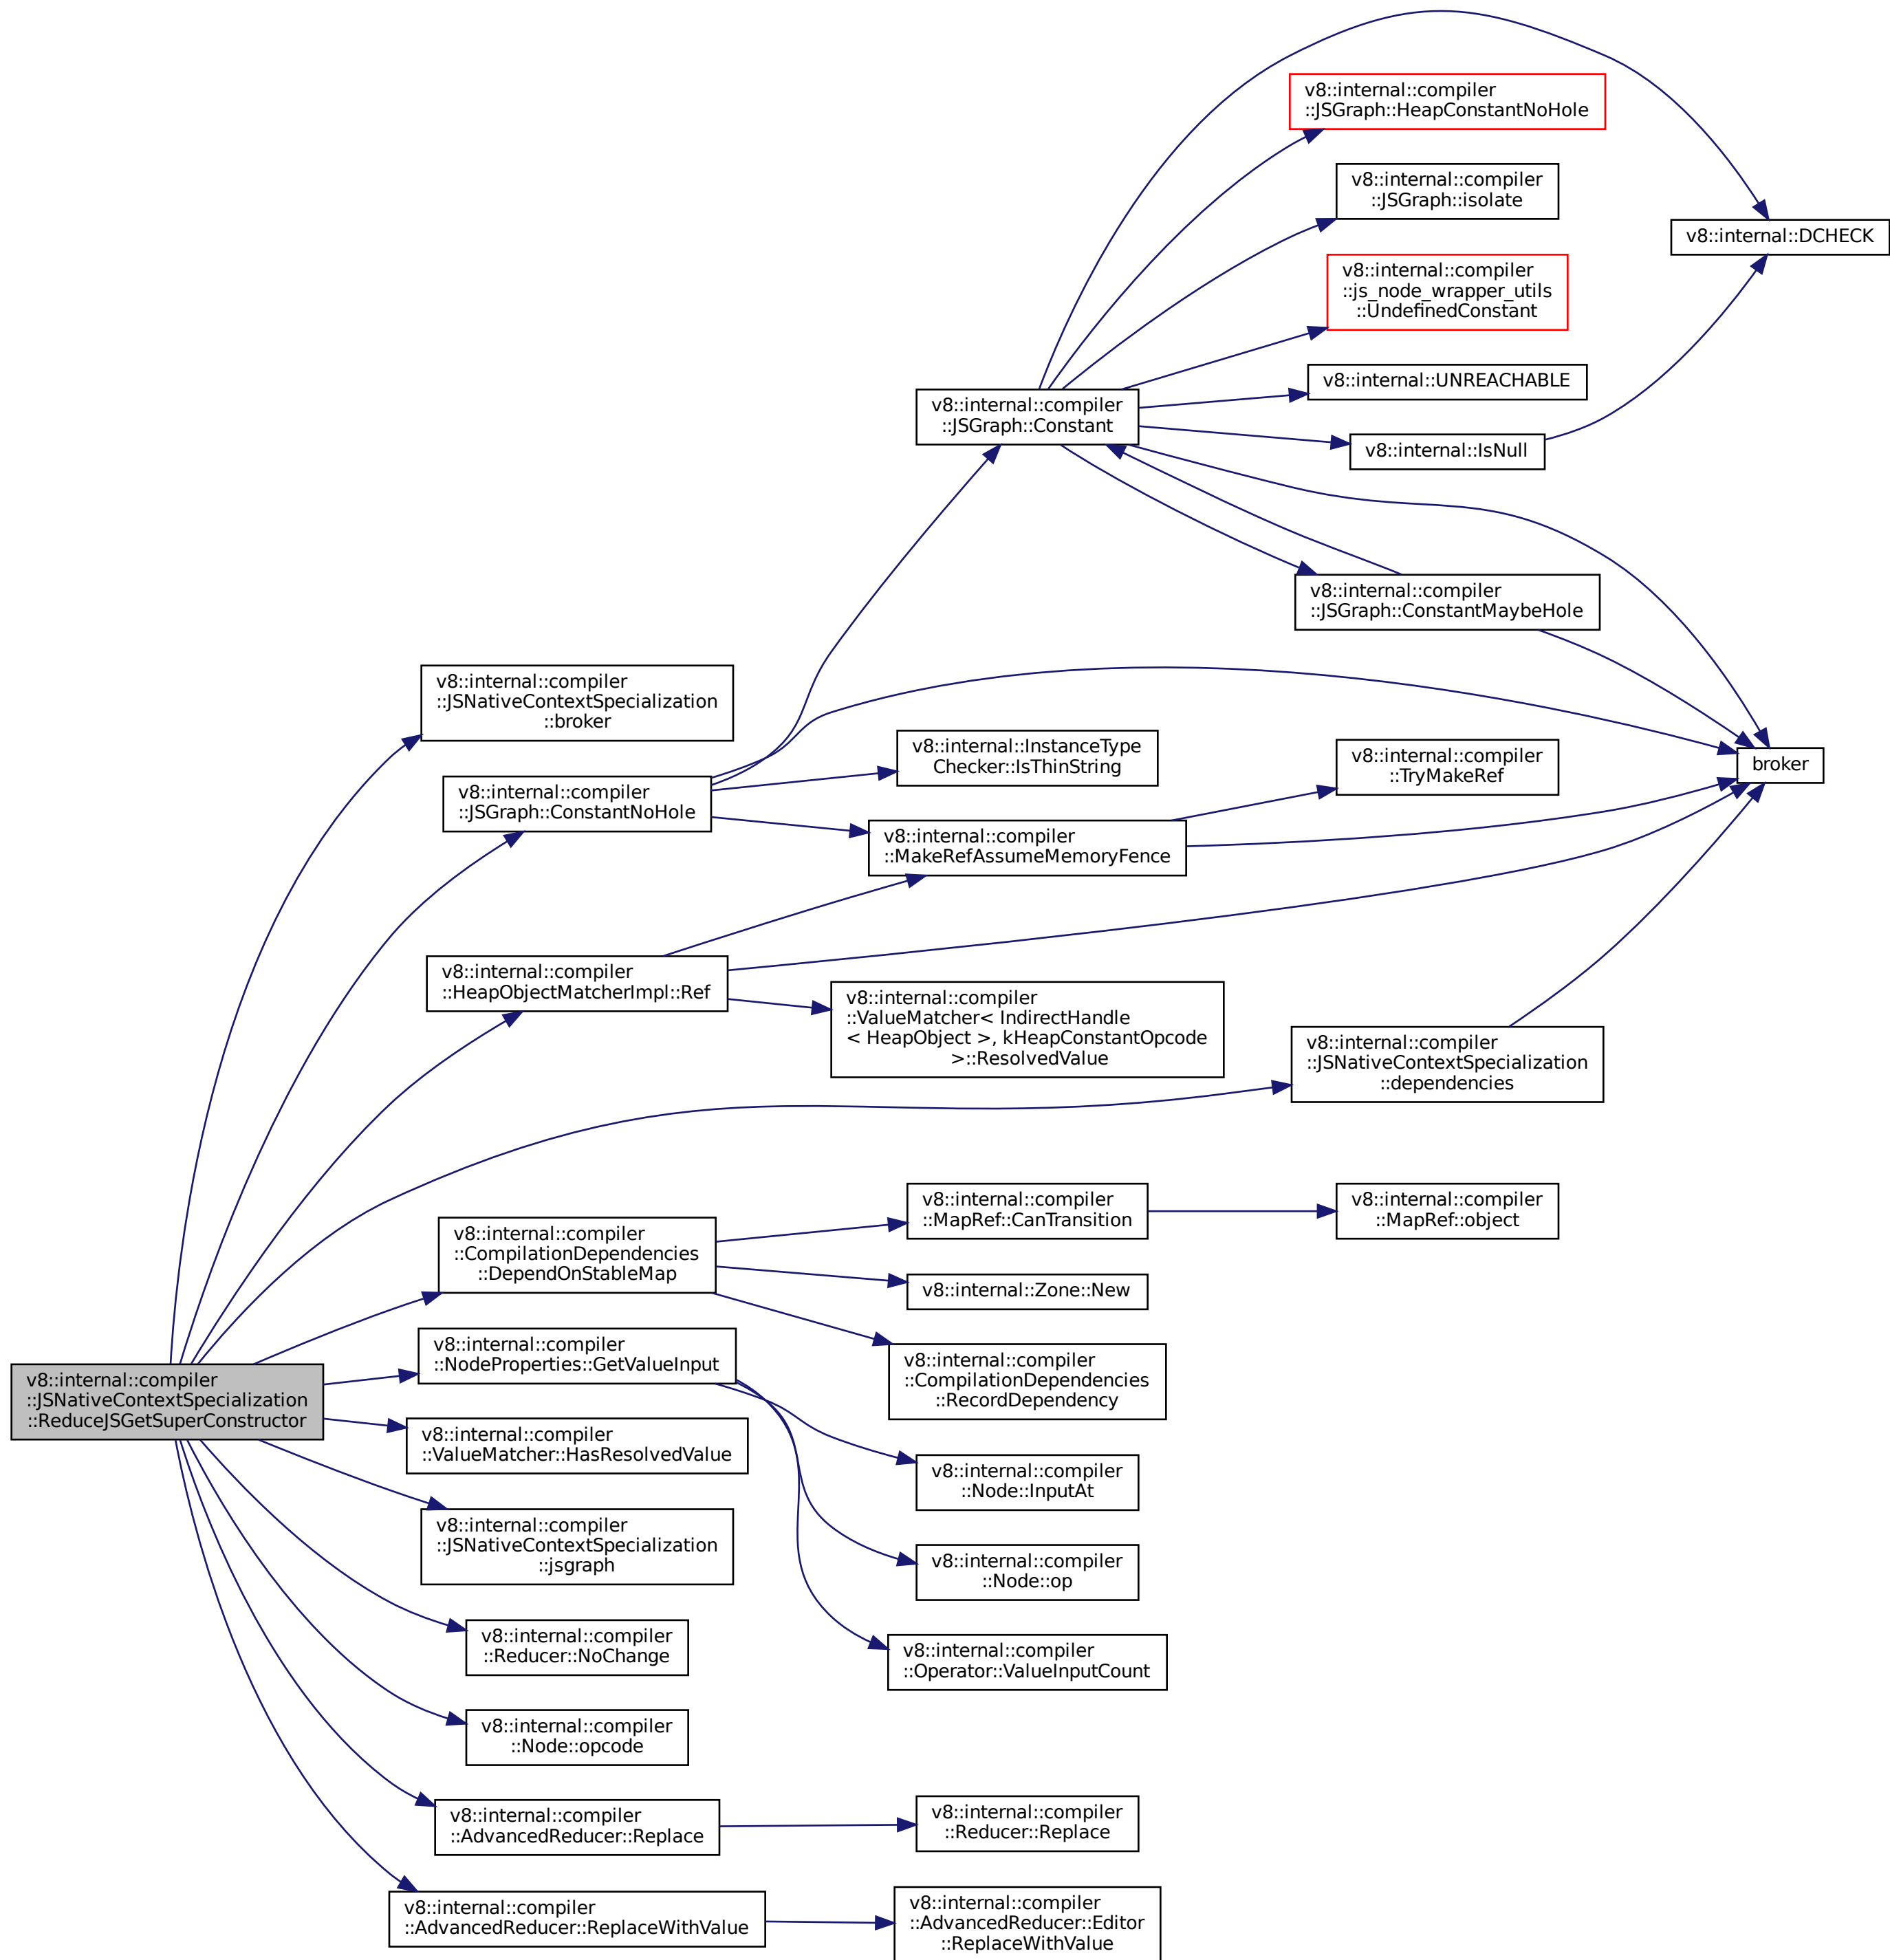 v8::internal::compiler
::JSGraph::HeapConstantNoHole
v8::internal::compiler
::JSGraph::isolate
v8::internal::DCHECK
v8::internal::compiler
::js_node_wrapper_utils
::UndefinedConstant
v8::internal::UNREACHABLE
v8::internal::compiler
::JSGraph::Constant
v8::internal::IsNull
v8::internal::compiler
::JSGraph::ConstantMaybeHole
v8::internal::compiler
::JSNativeContextSpecialization
::broker
v8::internal::InstanceType
Checker::IsThinString
v8::internal::compiler
::TryMakeRef
broker
v8::internal::compiler
::JSGraph::ConstantNoHole
v8::internal::compiler
::MakeRefAssumeMemoryFence
v8::internal::compiler
::HeapObjectMatcherImpl::Ref
v8::internal::compiler
::ValueMatcher< IndirectHandle
< HeapObject >, kHeapConstantOpcode
>::ResolvedValue
v8::internal::compiler
::JSNativeContextSpecialization
::dependencies
v8::internal::compiler
::MapRef::CanTransition
v8::internal::compiler
::MapRef::object
v8::internal::compiler
::CompilationDependencies
::DependOnStableMap
v8::internal::Zone::New
v8::internal::compiler
::NodeProperties::GetValueInput
v8::internal::compiler
::CompilationDependencies
::RecordDependency
v8::internal::compiler
::JSNativeContextSpecialization
::ReduceJSGetSuperConstructor
v8::internal::compiler
::ValueMatcher::HasResolvedValue
v8::internal::compiler
::Node::InputAt
v8::internal::compiler
::JSNativeContextSpecialization
::jsgraph
v8::internal::compiler
::Node::op
v8::internal::compiler
::Reducer::NoChange
v8::internal::compiler
::Operator::ValueInputCount
v8::internal::compiler
::Node::opcode
v8::internal::compiler
::AdvancedReducer::Replace
v8::internal::compiler
::Reducer::Replace
v8::internal::compiler
::AdvancedReducer::ReplaceWithValue
v8::internal::compiler
::AdvancedReducer::Editor
::ReplaceWithValue